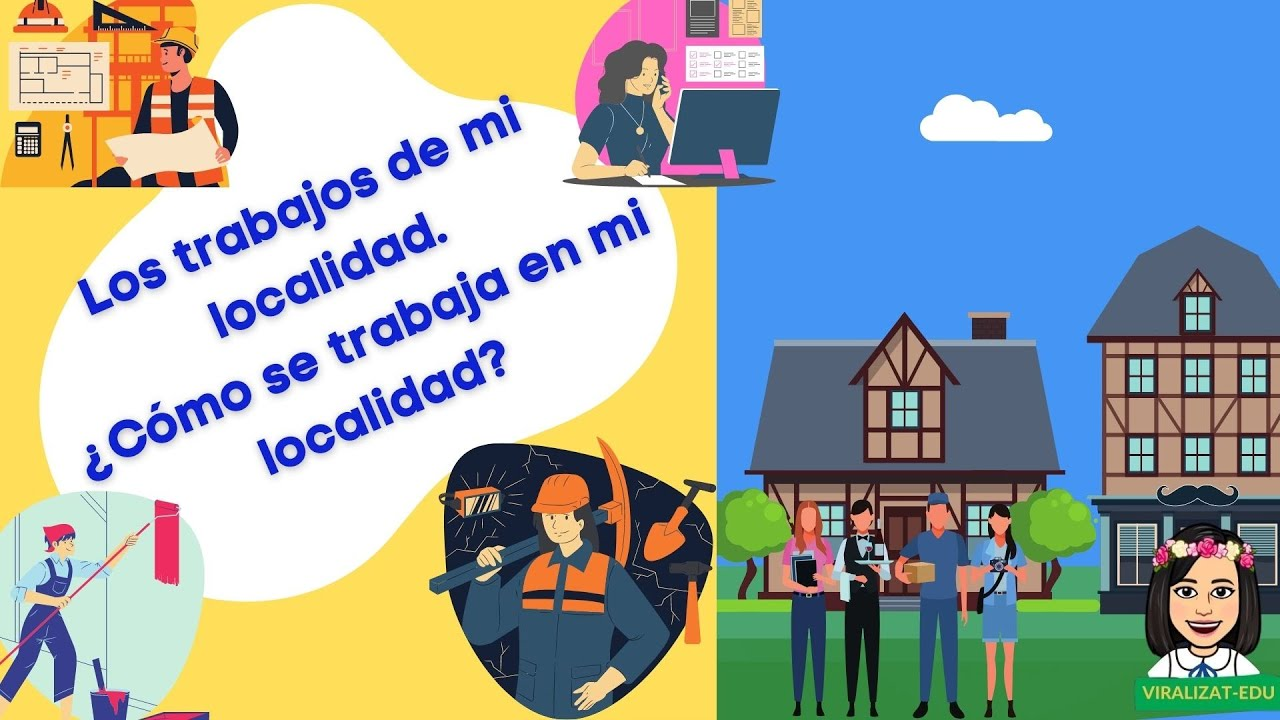 Los trabajos de mi
localidad.
¿Cómo se trabaja en mi
localidad?
VIRALIZAT-EDU